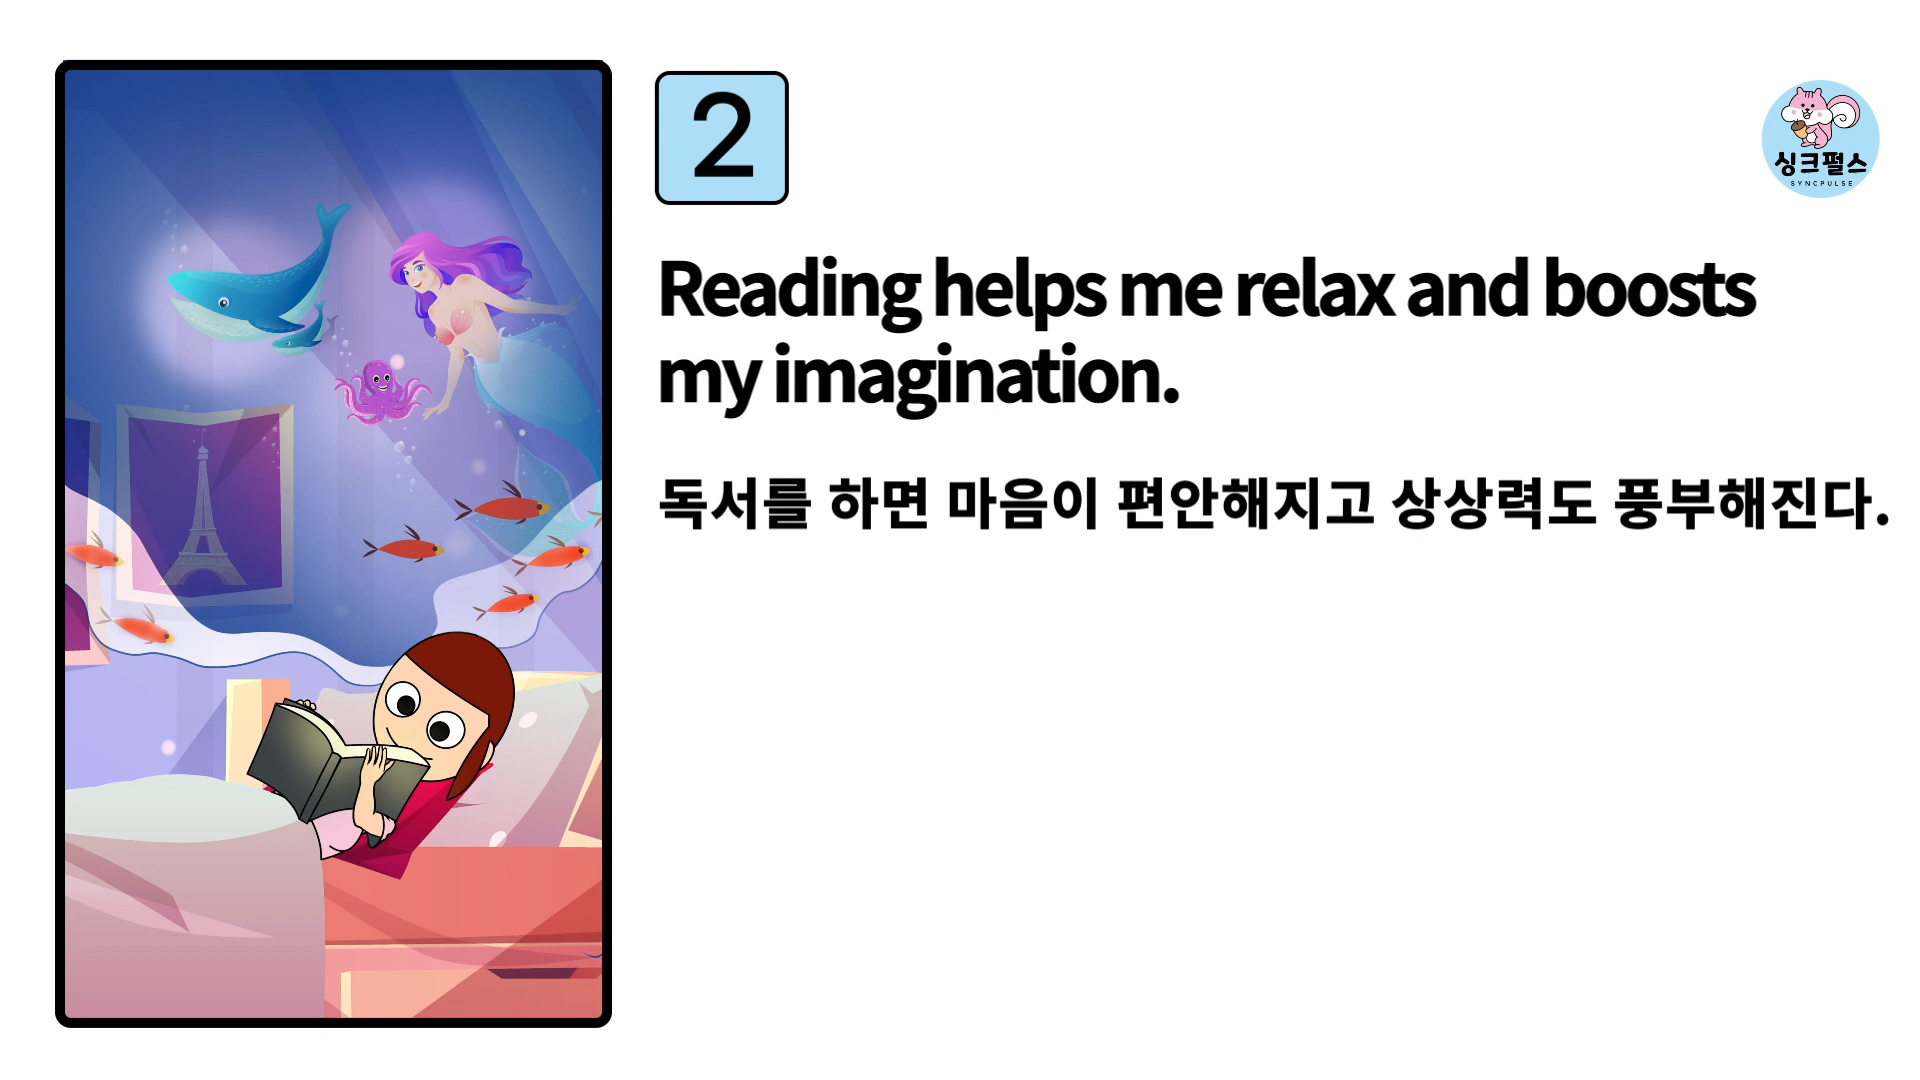 2
싱크펄스
SYNCPULSE
Reading helps me relax and boosts
my imagination.
독서를 하면 마음이 편안해지고 상상력도 풍부해진다.